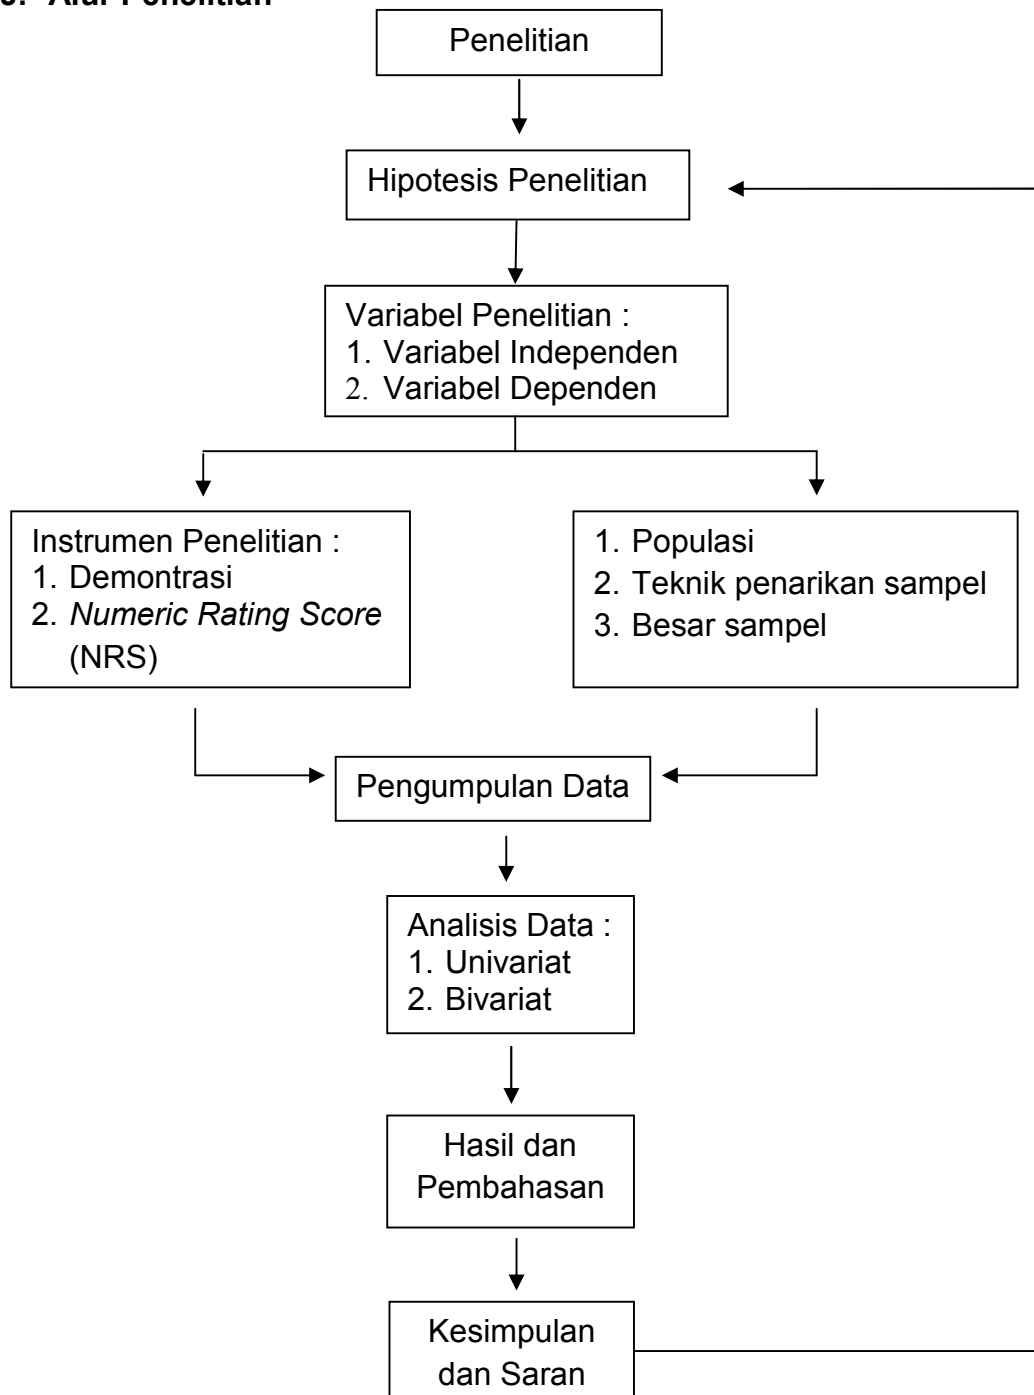 Alur Penelitian
Penelitian
Hipotesis Penelitian
Variabel Penelitian :
1. Variabel Independen
2. Variabel Dependen
Instrumen Penelitian :
1. Demontrasi
2. Numeric Rating Score
(NRS)
1. Populasi
2. Teknik penarikan sampel
3. Besar sampel
Pengumpulan Data
Analisis Data :
1. Univariat
2. Bivariat
Hasil dan
Pembahasan
Kesimpulan
dan Saran